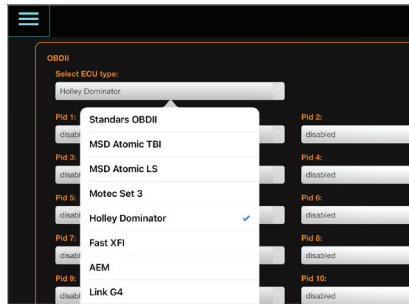 OBDII
Select ECU type:
Holley Dominator
Pid 1:
Pid 2:
Standars OBDII
disabl
disabled
MSD Atomic TBI
Pid 3:
Pid 4:
disabl
disabled
MSD Atomic LS
Motec Set 3
Pid 5:
Pid 6:
disabl
disabled
Holley Dominator
Pid 7:
Pid 8:
disabl
disabled
Fast XFI
AEM
Pid 9:
Pid 10:
disabl
disabled
Link G4